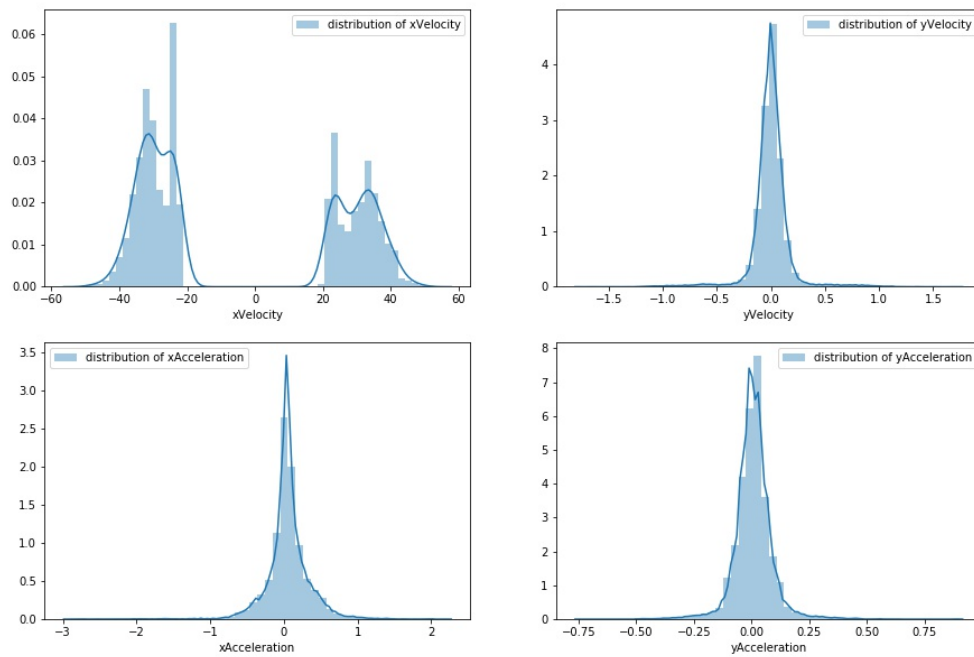 distribution of xVelocity
0.06
0.05
0.04
0.03
0.02
0.01
0.00
−60 −40 −20 0 20 40 60
xVelocity
distribution of yVelocity
4
3
2
1
0
−1.5 −1.0 −0.5 0.0 0.5 1.0 1.5
yVelocity
distribution of xAcceleration
3.5
3.0
2.5
2.0
1.5
1.0
0.5
0.0
−3 −2 −1 0 1 2
xAcceleration
distribution of yAcceleration
8
7
6
5
4
3
2
1
0
−0.75 −0.50 −0.25 0.00 0.25 0.50 0.75
yAcceleration